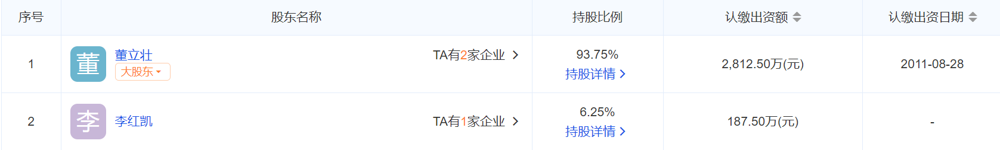 序号 股东名称 持股比例 认缴出资额 认缴出资日期
1 董 董立壮 TA有2家企业 93.75% 2,812.50万(元) 2011-08-28
大股东 持股详情
2 李 李红凯 TA有1家企业 6.25% 187.50万(元) -
持股详情